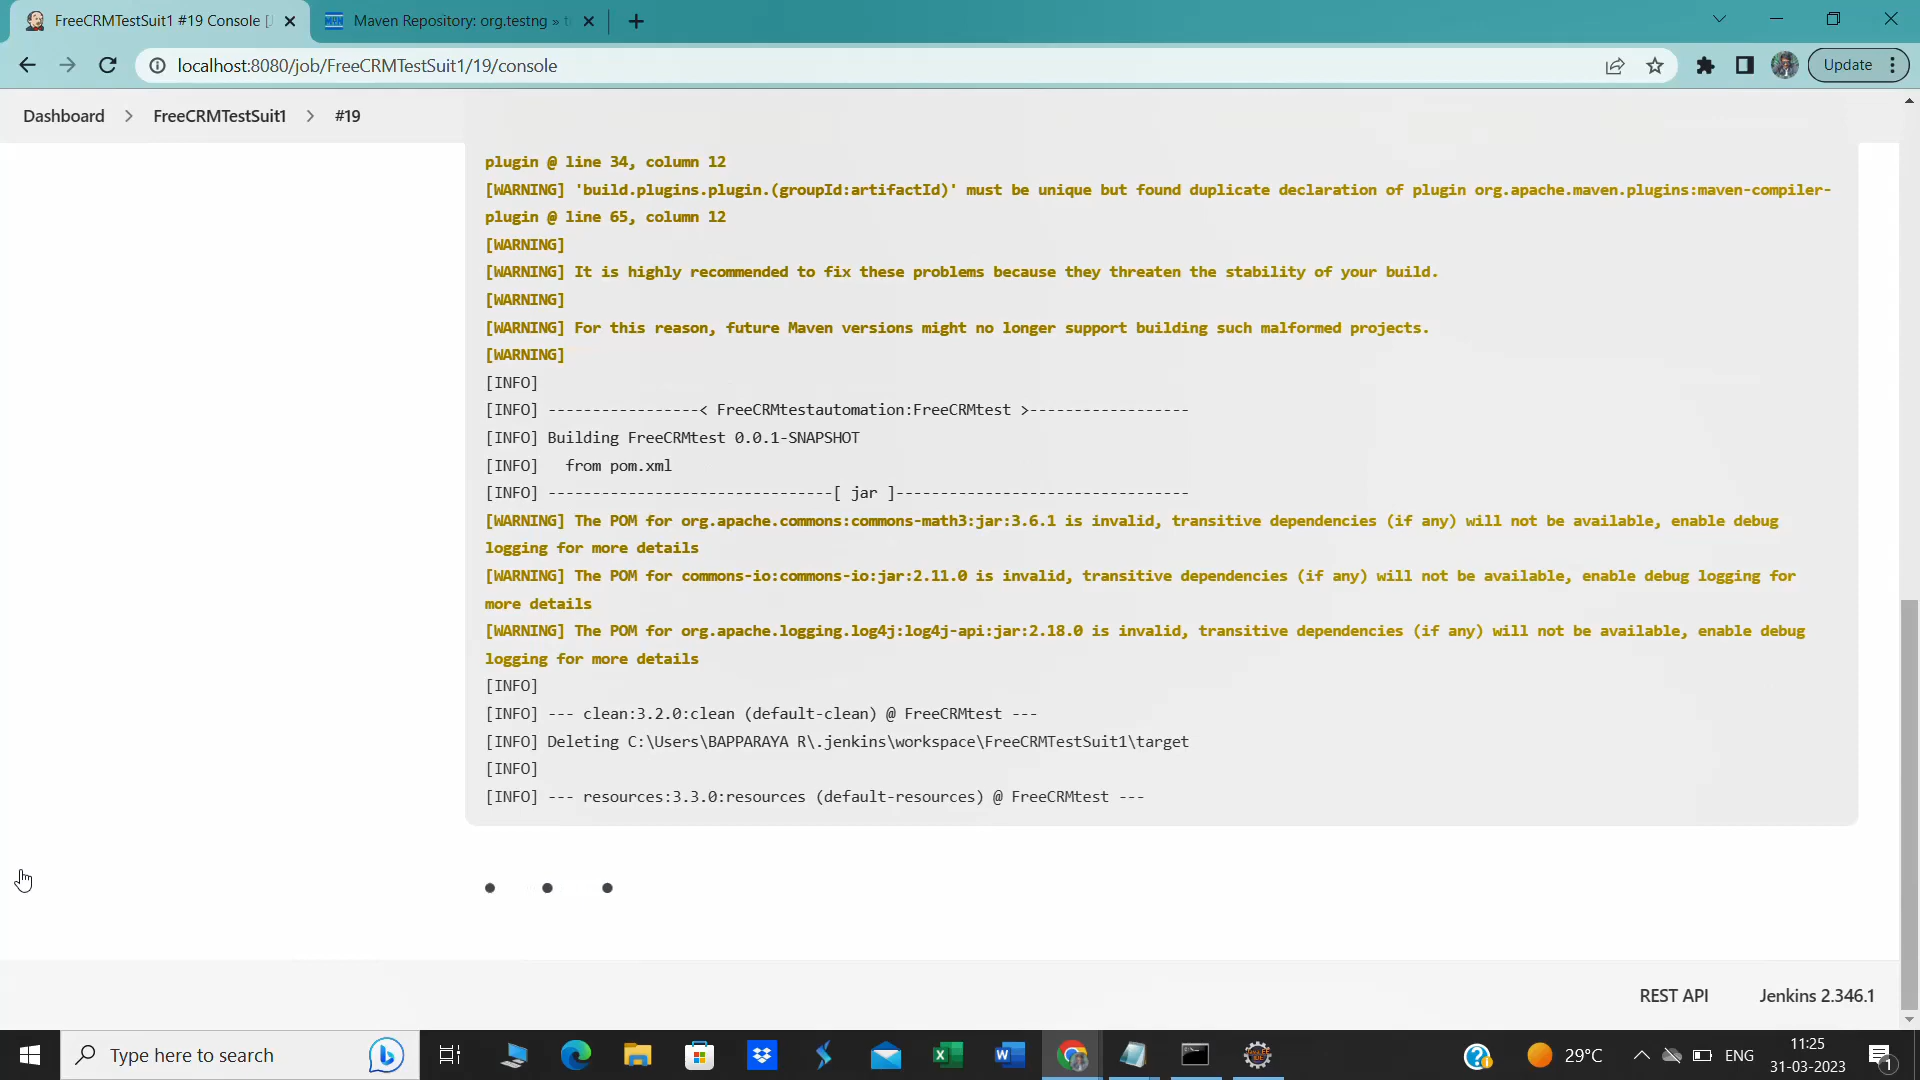 FreeCRMTestSuit1 #19 Console [J
Maven Repository: org.testng » t
localhost:8080/job/FreeCRMTestSuit1/19/console
Update
Dashboard
FreeCRMTestSuit1
#19
plugin @ line 34, column 12
[WARNING] 'build.plugins.plugin.(groupId:artifactId)' must be unique but found duplicate declaration of plugin org.apache.maven.plugins:maven-compiler-
plugin @ line 65, column 12
[WARNING]
[WARNING] It is highly recommended to fix these problems because they threaten the stability of your build.
[WARNING]
[WARNING] For this reason, future Maven versions might no longer support building such malformed projects.
[WARNING]
[INFO]
[INFO] -----------------< FreeCRMtestautomation:FreeCRMtest >------------------
[INFO] Building FreeCRMtest 0.0.1-SNAPSHOT
[INFO]   from pom.xml
[INFO] --------------------------------[ jar ]---------------------------------
[WARNING] The POM for org.apache.commons:commons-math3:jar:3.6.1 is invalid, transitive dependencies (if any) will not be available, enable debug
logging for more details
[WARNING] The POM for commons-io:commons-io:jar:2.11.0 is invalid, transitive dependencies (if any) will not be available, enable debug logging for
more details
[WARNING] The POM for org.apache.logging.log4j:log4j-api:jar:2.18.0 is invalid, transitive dependencies (if any) will not be available, enable debug
logging for more details
[INFO]
[INFO] --- clean:3.2.0:clean (default-clean) @ FreeCRMtest ---
[INFO] Deleting C:\Users\BAPPARAYA R\.jenkins\workspace\FreeCRMTestSuit1\target
[INFO]
[INFO] --- resources:3.3.0:resources (default-resources) @ FreeCRMtest ---
REST API
Jenkins 2.346.1
Type here to search
29°C
ENG
11:25
31-03-2023
1